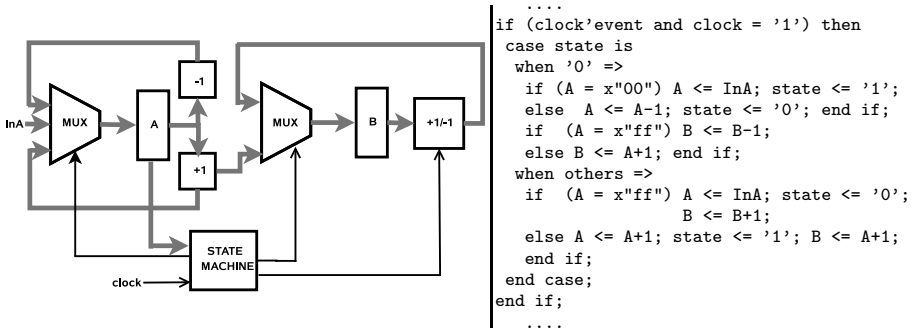 -1
InA
MUX
A
+1
MUX
B
+1/-1
STATE
MACHINE
clock
....
if (clock'event and clock = '1') then
case state is
when '0' =>
if (A = x"00") A <= InA; state <= '1';
else A <= A-1; state <= '0'; end if;
if (A = x"ff") B <= B-1;
else B <= A+1; end if;
when others =>
if (A = x"ff") A <= InA; state <= '0';
B <= B+1;
else A <= A+1; state <= '1'; B <= A+1;
end if;
end case;
end if;
....